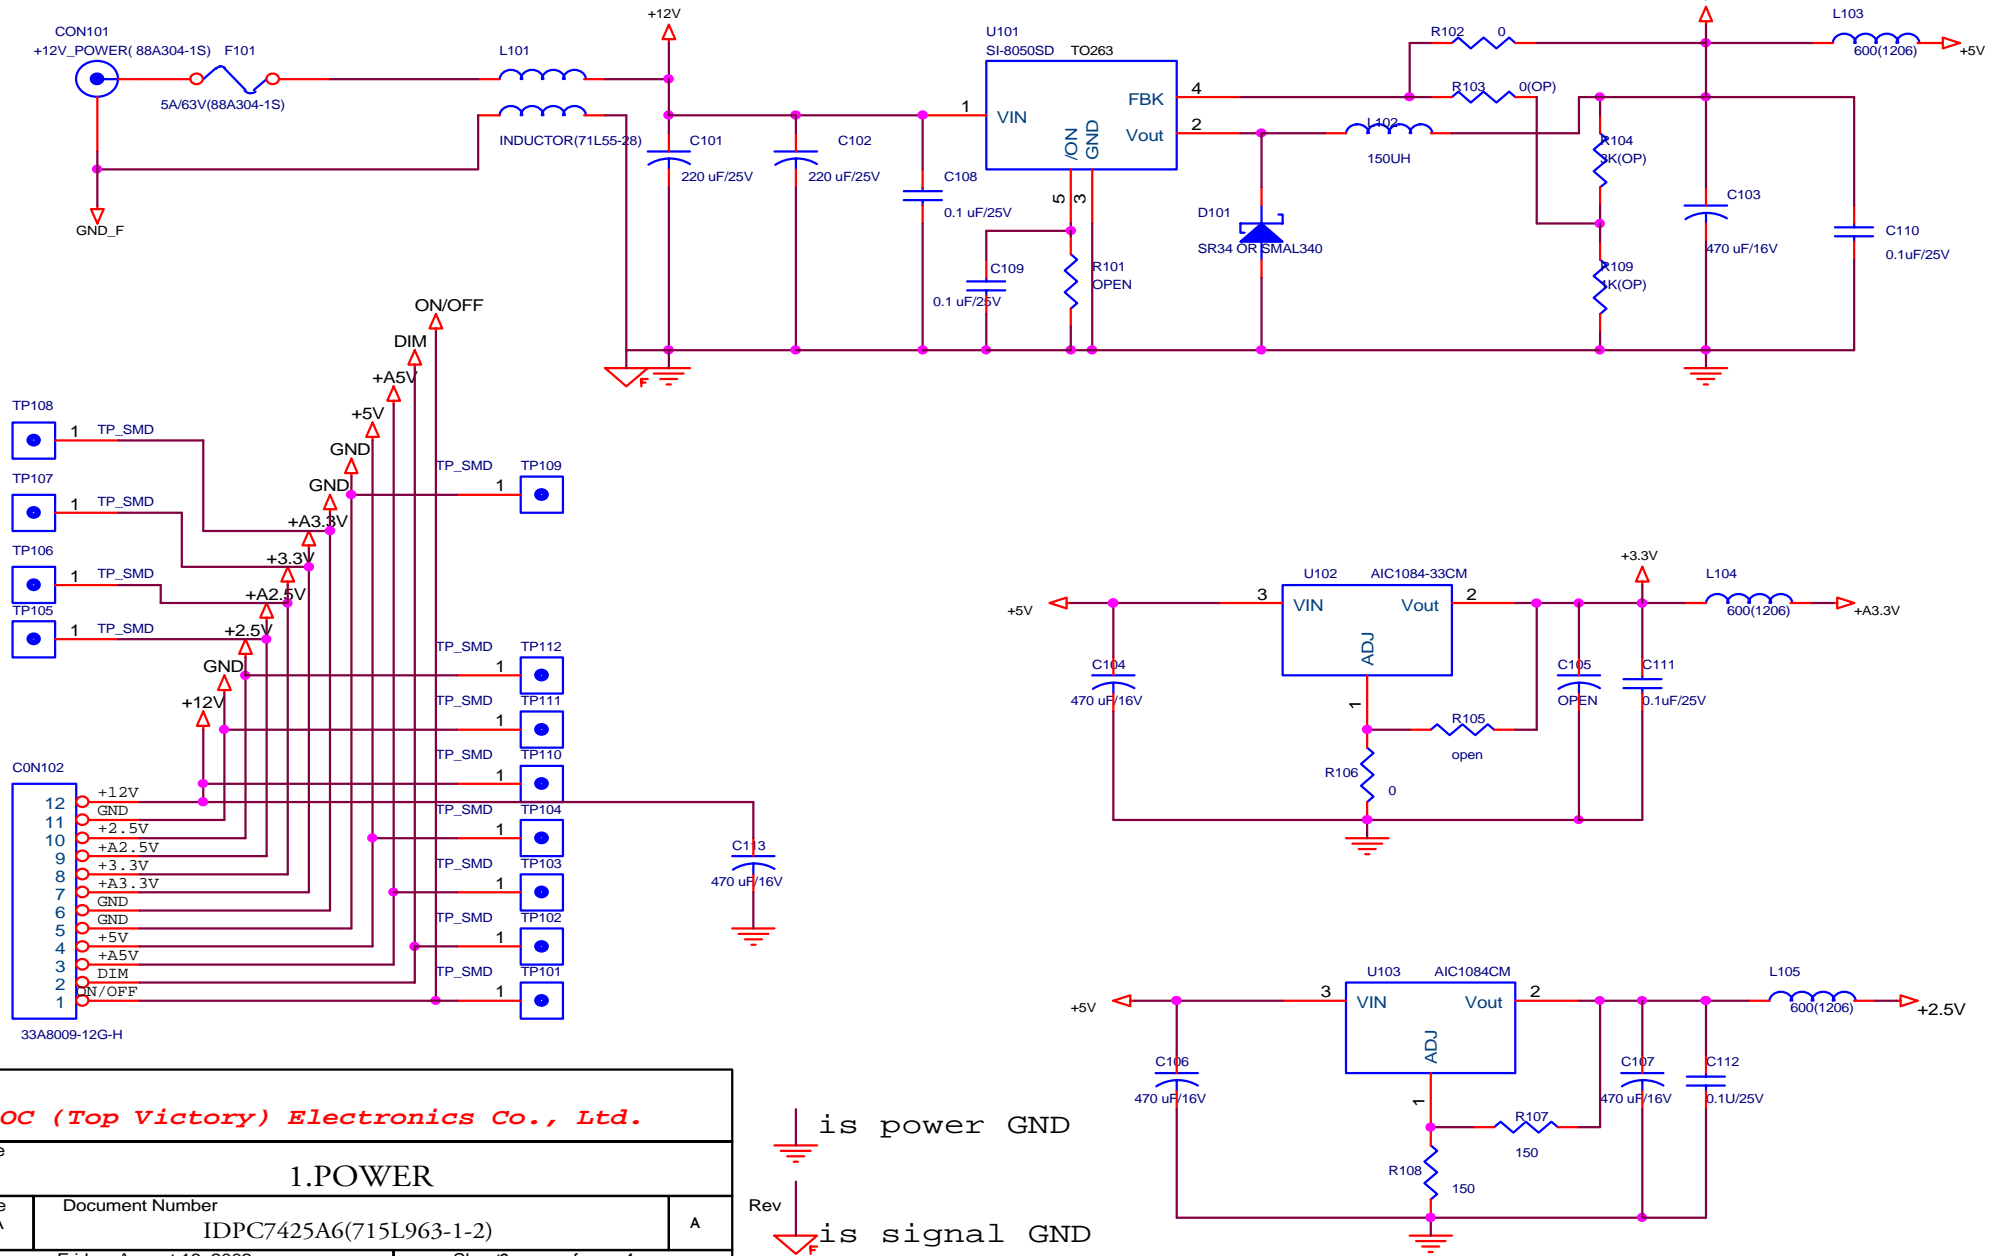 CON101
+12V_POWER( 88A304-1S)
F101
5A/63V(88A304-1S)
GND_F
L101
INDUCTOR(71L55-28)
+12V
C101
220 uF/25V
C102
220 uF/25V
C108
0.1 uF/25V
U101
SI-8050SD TO263
1
VIN
FBK
4
Vout
2
/ON
GND
5
3
C109
0.1 uF/25V
R101
OPEN
D101
SR34 OR SMAL340
R102
0
R103
0(OP)
L102
150UH
R104
3K(OP)
R109
1K(OP)
C103
470 uF/16V
C110
0.1uF/25V
L103
600(1206)
+5V
F
ON/OFF
DIM
+A5V
+5V
GND
GND
+A3.3V
+3.3V
+A2.5V
+2.5V
GND
+12V
TP108
1 TP_SMD
TP107
1 TP_SMD
TP106
1 TP_SMD
TP105
1 TP_SMD
TP_SMD TP109
1
TP_SMD TP112
1
TP_SMD TP111
1
TP_SMD TP110
1
TP_SMD TP104
1
TP_SMD TP103
1
TP_SMD TP102
1
TP_SMD TP101
1
C0N102
12 +12V
11 GND
10 +2.5V
9 +A2.5V
8 +3.3V
7 +A3.3V
6 GND
5 GND
4 +5V
3 +A5V
2 DIM
1 ON/OFF
33A8009-12G-H
C113
470 uF/16V
+5V
U102 AIC1084-33CM
3
VIN
Vout
2
ADJ
1
C104
470 uF/16V
R105
open
R106
0
C105
OPEN
C111
0.1uF/25V
+3.3V
L104
600(1206)
+A3.3V
+5V
U103 AIC1084CM
3
VIN
Vout
2
ADJ
1
C106
470 uF/16V
R107
150
R108
150
C107
470 uF/16V
C112
0.1U/25V
L105
600(1206)
+2.5V
OC (Top Victory) Electronics Co., Ltd.
e
1.POWER
e
A
Document Number
IDPC7425A6(715L963-1-2)
A
Rev
is power GND
F
is signal GND